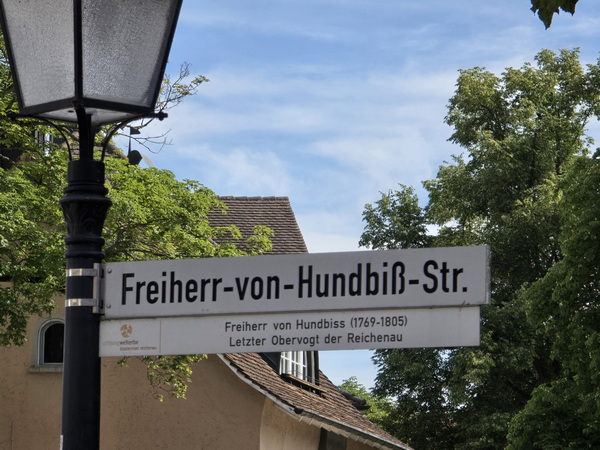 Freiherr-von-Hundbiß-Str.
Freiherr von Hundbiss (1769-1805)
Letzter Obervogt der Reichenau